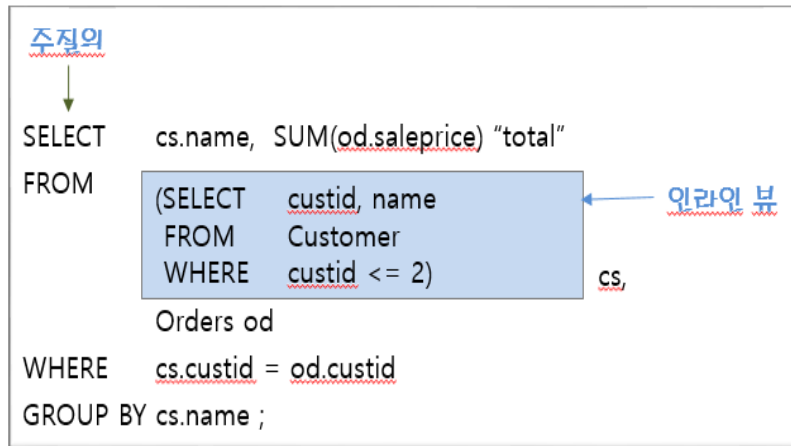 주질의
SELECT cs.name, SUM(od.saleprice) “total”
FROM
(SELECT custid, name
인라인 뷰
FROM Customer
WHERE custid <= 2)
cs,
Orders od
WHERE cs.custid = od.custid
GROUP BY cs.name ;